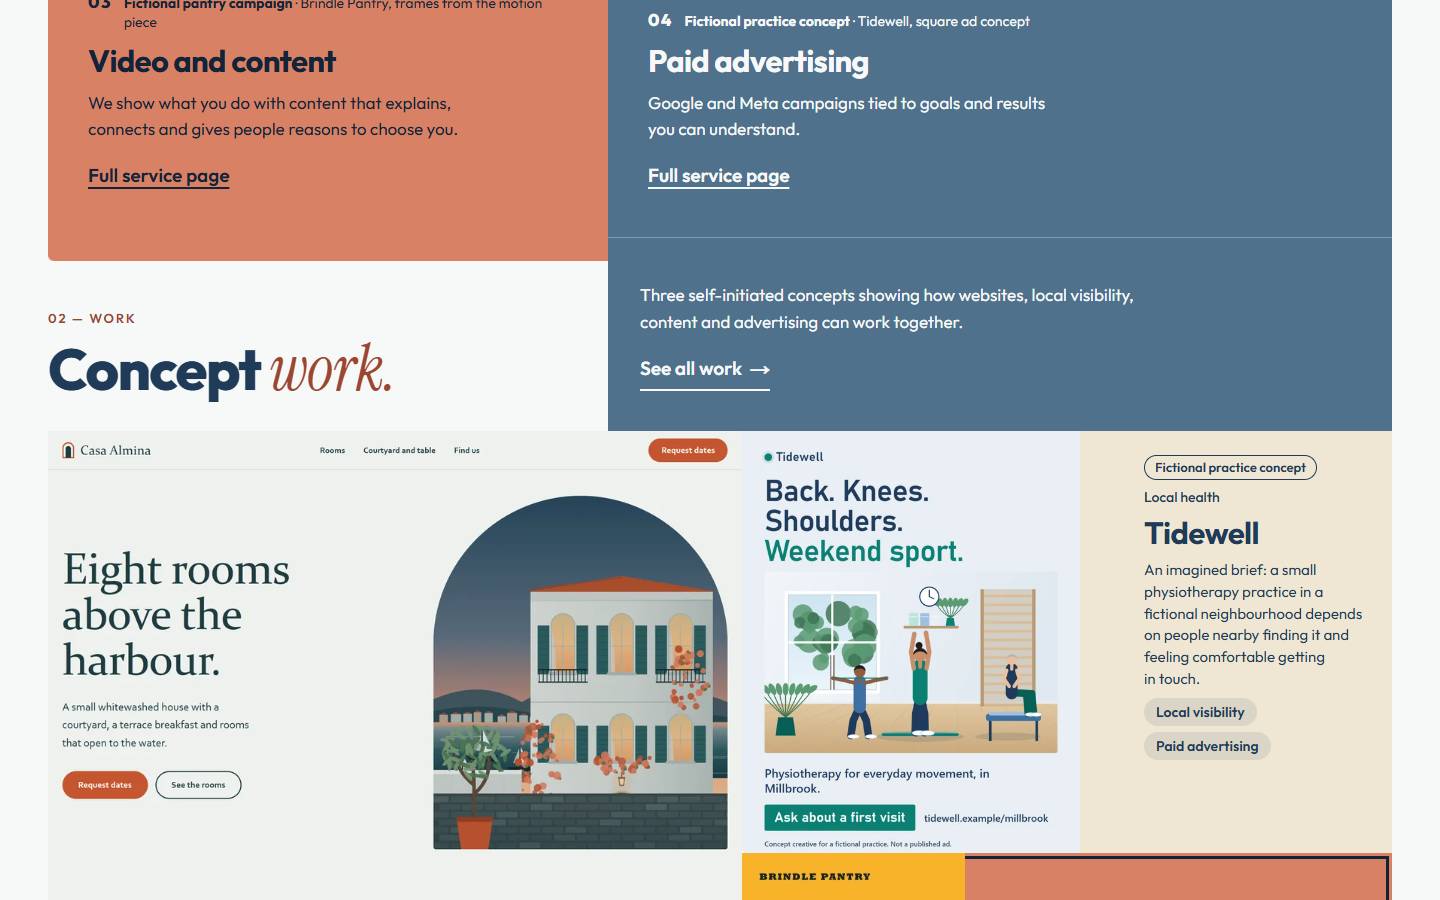 03 Fictional pantry campaign · Brindle Pantry, frames from the motion
piece
Video and content
We show what you do with content that explains,
connects and gives people reasons to choose you.
Full service page
04 Fictional practice concept · Tidewell, square ad concept
Paid advertising
Google and Meta campaigns tied to goals and results
you can understand.
Full service page
02 — WORK
Concept work.
Three self-initiated concepts showing how websites, local visibility,
content and advertising can work together.
See all work →
Casa Almina
Rooms Courtyard and table Find us
Request dates
Eight rooms
above the
harbour.
A small whitewashed house with a
courtyard, a terrace breakfast and rooms
that open to the water.
Request dates See the rooms
Tidewell
Back. Knees.
Shoulders.
Weekend sport.
Physiotherapy for everyday movement, in
Millbrook.
Ask about a first visit tidewell.example/millbrook
Concept creative for a fictional practice. Not a published ad.
Fictional practice concept
Local health
Tidewell
An imagined brief: a small
physiotherapy practice in a
fictional neighbourhood depends
on people nearby finding it and
feeling comfortable getting
in touch.
Local visibility
Paid advertising
BRINDLE PANTRY